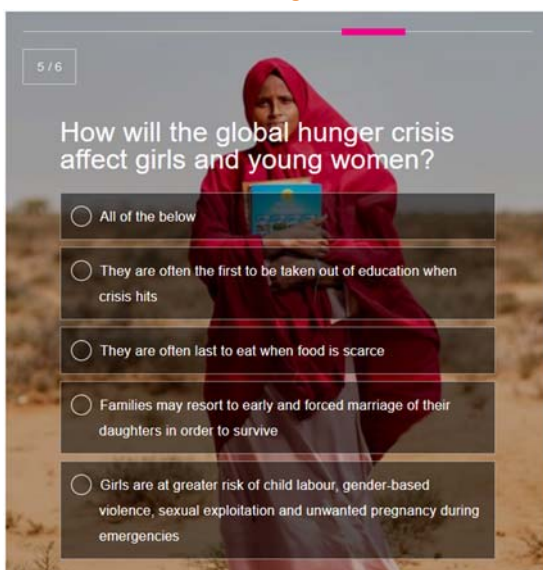 5 / 6
How will the global hunger crisis
affect girls and young women?
All of the below
They are often the first to be taken out of education when
crisis hits
They are often last to eat when food is scarce
Families may resort to early and forced marriage of their
daughters in order to survive
Girls are at greater risk of child labour, gender-based
violence, sexual exploitation and unwanted pregnancy during
emergencies